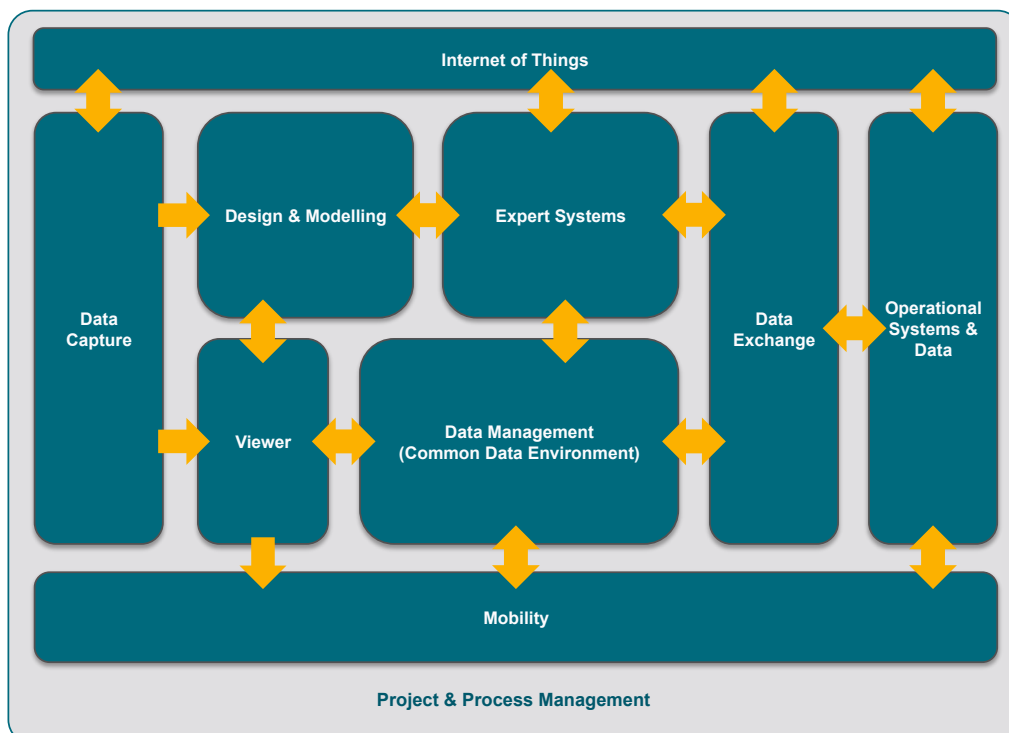 Internet of Things
Design & Modelling
Expert Systems
Data
Capture
Data
Exchange
Operational
Systems &
Data
Viewer
Data Management
(Common Data Environment)
Mobility
Project & Process Management